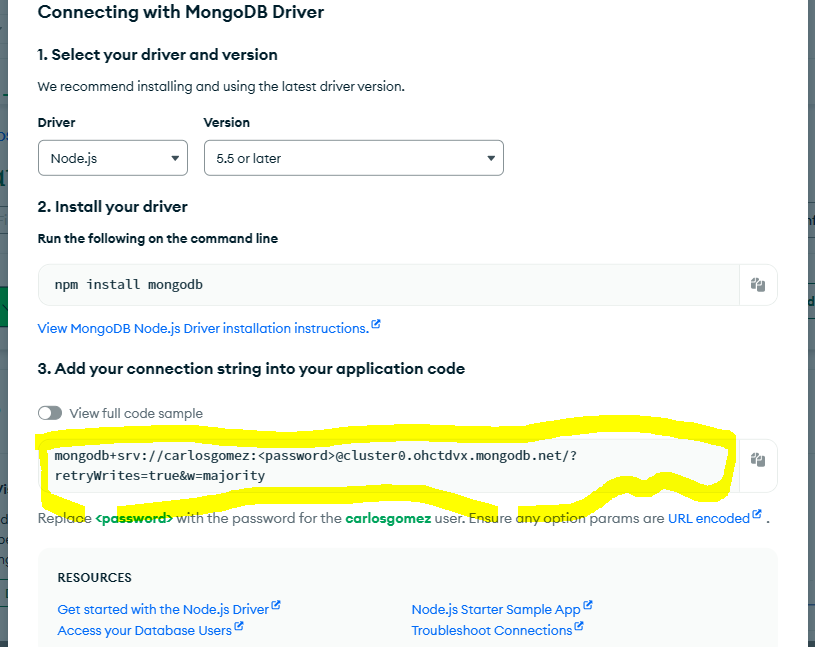 Connecting with MongoDB Driver
1. Select your driver and version
We recommend installing and using the latest driver version.
Driver
Version
Node.js
5.5 or later
2. Install your driver
Run the following on the command line
npm install mongodb
View MongoDB Node.js Driver installation instructions.
3. Add your connection string into your application code
View full code sample
mongodb+srv://carlosgomez:<password>@cluster0.ohctdvx.mongodb.net/?
retryWrites=true&w=majority
Replace <password> with the password for the carlosgomez user. Ensure any option params are URL encoded .
RESOURCES
Get started with the Node.js Driver
Node.js Starter Sample App
Access your Database Users
Troubleshoot Connections